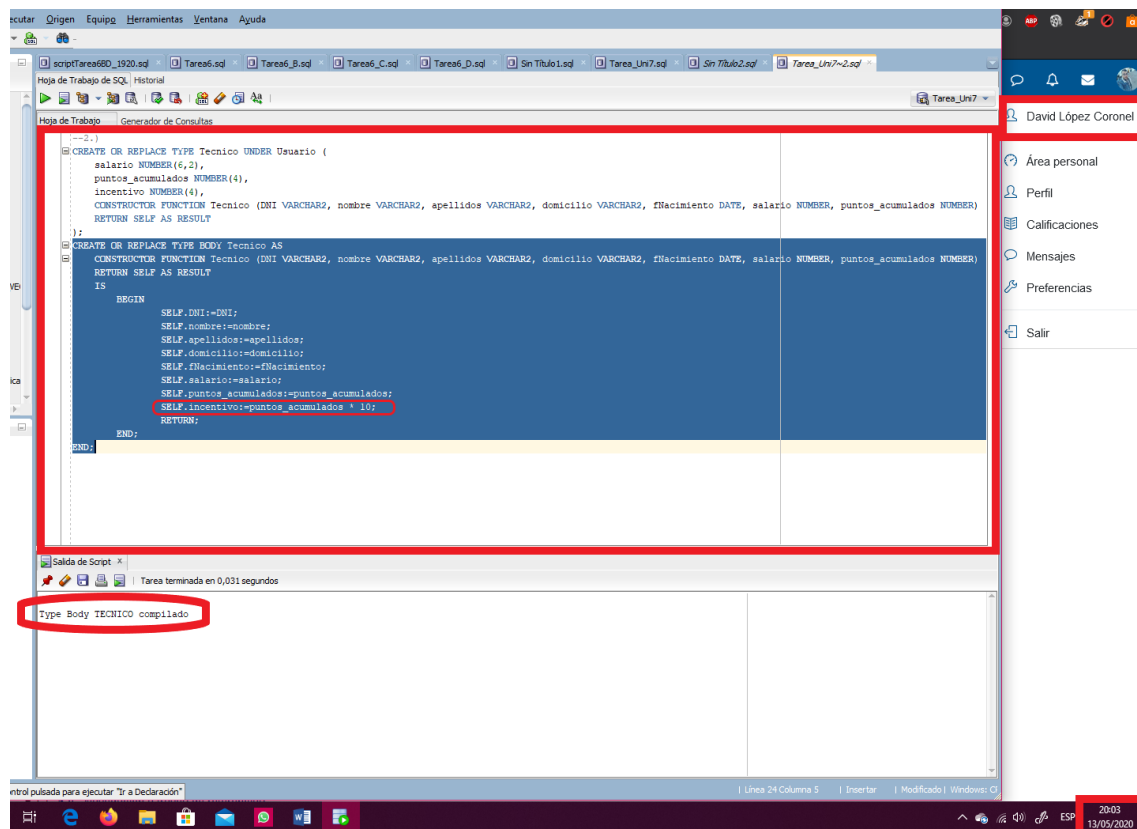 Origen Equipo Herramientas Ventana Ayuda
scriptTarea6BD_1920.sql Tarea6.sql Tarea6_B.sql Tarea6_C.sql Tarea6_D.sql Sin Título1.sql Tarea_Uni7.sql Sin Título2.sql Tarea_Uni7~2.sql
Hoja de Trabajo de SQL Historial
Tarea_Uni7
Hoja de Trabajo Generador de Consultas
--2.)
CREATE OR REPLACE TYPE Tecnico UNDER Usuario (
salario NUMBER(6,2),
puntos_acumulados NUMBER(4),
incentivo NUMBER(4),
CONSTRUCTOR FUNCTION Tecnico (DNI VARCHAR2, nombre VARCHAR2, apellidos VARCHAR2, domicilio VARCHAR2, fNacimiento DATE, salario NUMBER, puntos_acumulados NUMBER)
RETURN SELF AS RESULT
);
CREATE OR REPLACE TYPE BODY Tecnico AS
CONSTRUCTOR FUNCTION Tecnico (DNI VARCHAR2, nombre VARCHAR2, apellidos VARCHAR2, domicilio VARCHAR2, fNacimiento DATE, salario NUMBER, puntos_acumulados NUMBER)
RETURN SELF AS RESULT
IS
BEGIN
SELF.DNI:=DNI;
SELF.nombre:=nombre;
SELF.apellidos:=apellidos;
SELF.domicilio:=domicilio;
SELF.fNacimiento:=fNacimiento;
SELF.salario:=salario;
SELF.puntos_acumulados:=puntos_acumulados;
SELF.incentivo:=puntos_acumulados * 10;
RETURN;
END;
END;
Salida de Script
Tarea terminada en 0,031 segundos
Type Body TECNICO compilado
pulsada para ejecutar "Ir a Declaración"
Línea 24 Columna 5 Insertar Modificado Windows:
ABP 1
David López Coronel
Área personal
Perfil
Calificaciones
Mensajes
Preferencias
Salir
ESP 20:03
13/05/2020